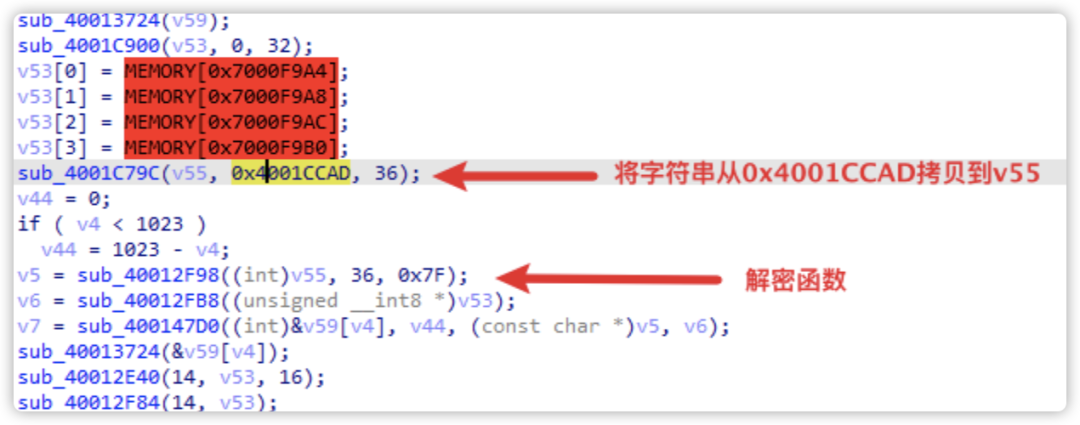 sub_40013724(v59);
sub_4001C900(v53, 0, 32);
v53[0] = MEMORY[0x7000F9A4];
v53[1] = MEMORY[0x7000F9A8];
v53[2] = MEMORY[0x7000F9AC];
v53[3] = MEMORY[0x7000F9B0];
sub_4001C79C(v55, 0x4001CCAD, 36); 将字符串从0x4001CCAD拷贝到v55
v44 = 0;
if ( v4 < 1023 )
v44 = 1023 - v4;
v5 = sub_40012F98((int)v55, 36, 0x7F); 解密函数
v6 = sub_40012FB8((unsigned __int8 *)v53);
v7 = sub_400147D0((int)&v59[v4], v44, (const char *)v5, v6);
sub_40013724(&v59[v4]);
sub_40012E40(14, v53, 16);
sub_40012F84(14, v53);